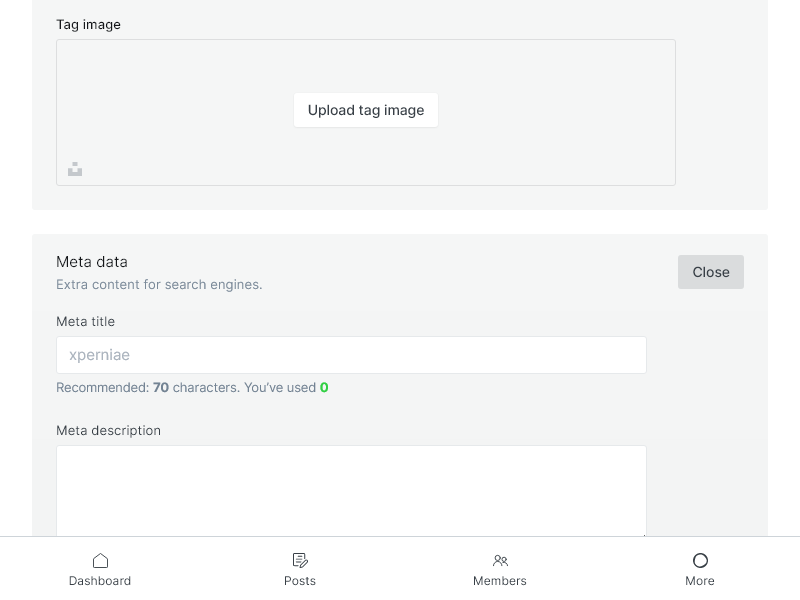 Tag image
Upload tag image
Meta data
Extra content for search engines.
Close
Meta title
xperniae
Recommended: 70 characters. You’ve used 0
Meta description
Dashboard
Posts
Members
More